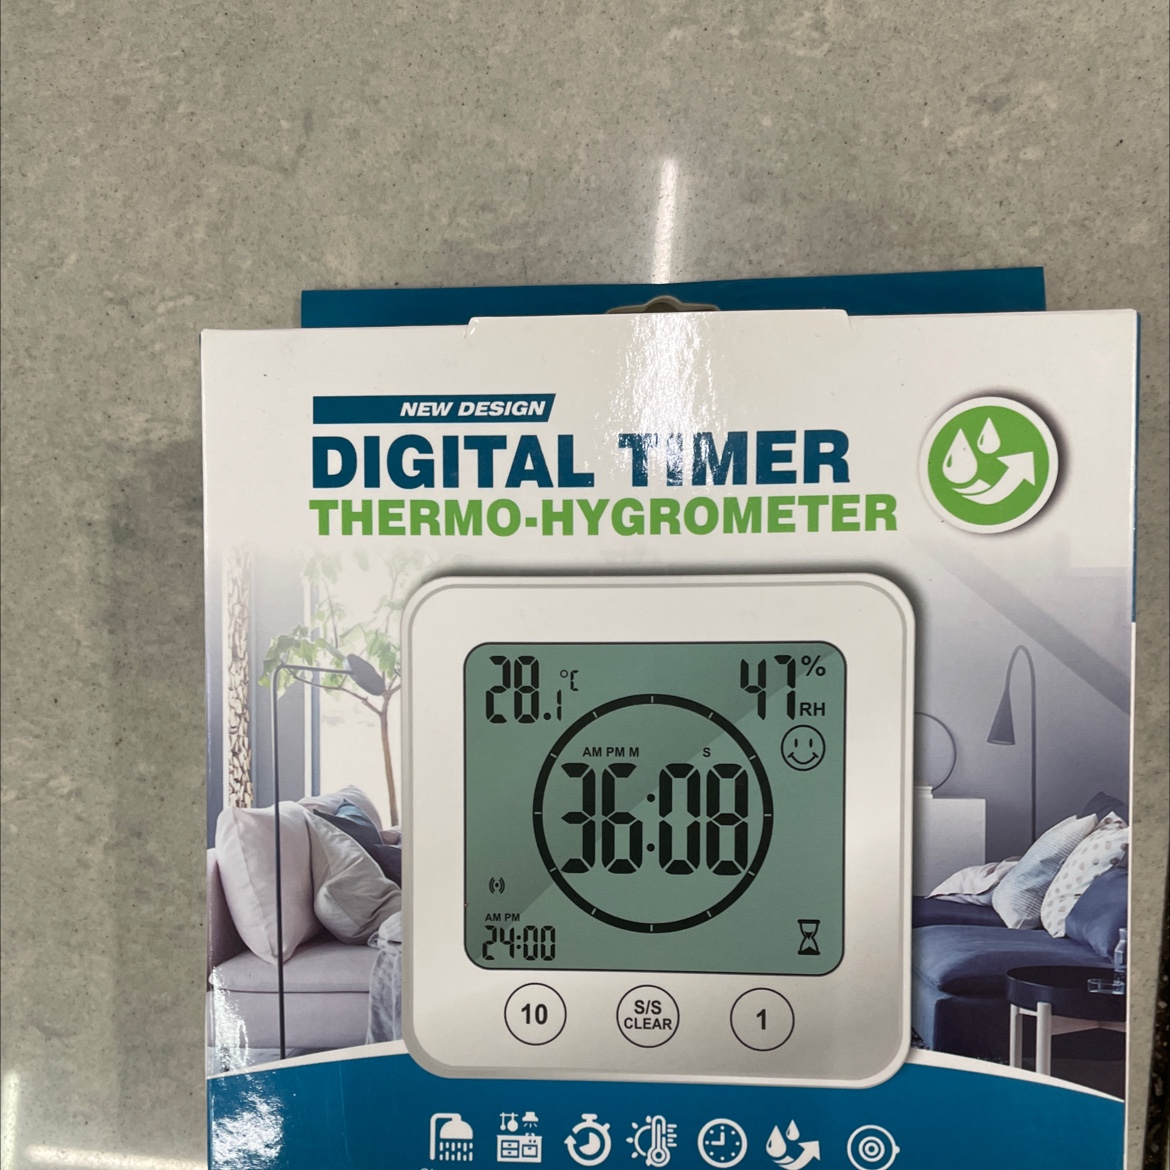 NEW DESIGN
DIGITAL TIMER
THERMO-HYGROMETER
28.1 °C 47% RH
AM PM M S
36:08
AM PM
24:00
10 S/S CLEAR 1